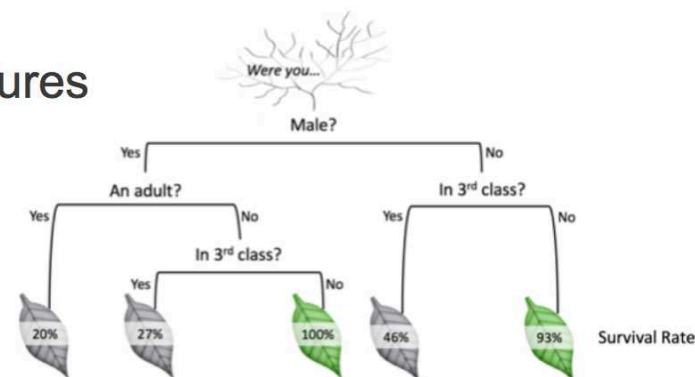 ures
Were you...
Male?
Yes
No
An adult?
In 3rd class?
Yes
No
Yes
No
In 3rd class?
Yes
No
20%
27%
100%
46%
93%
Survival Rate